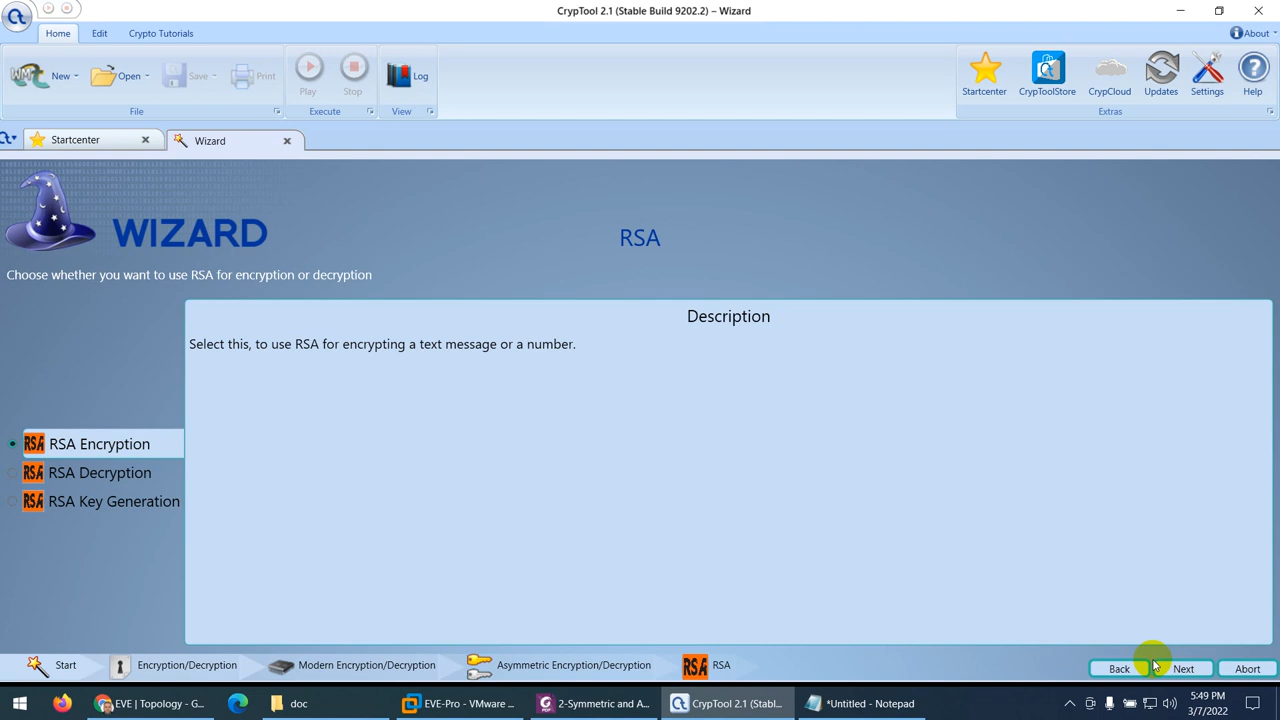 CrypTool 2.1 (Stable Build 9202.2) – Wizard
Home Edit Crypto Tutorials About
New Open Save Print Play Stop Log Startcenter CrypToolStore CrypCloud Updates Settings Help
File Execute View Extras
Startcenter Wizard
WIZARD
RSA
Choose whether you want to use RSA for encryption or decryption
Description
Select this, to use RSA for encrypting a text message or a number.
RSA RSA Encryption
RSA RSA Decryption
RSA RSA Key Generation
Start Encryption/Decryption Modern Encryption/Decryption Asymmetric Encryption/Decryption RSA RSA Back Next Abort
EVE | Topology - G... doc EVE-Pro - VMware ... 2-Symmetric and A... CrypTool 2.1 (Stabl... *Untitled - Notepad
5:49 PM
3/7/2022